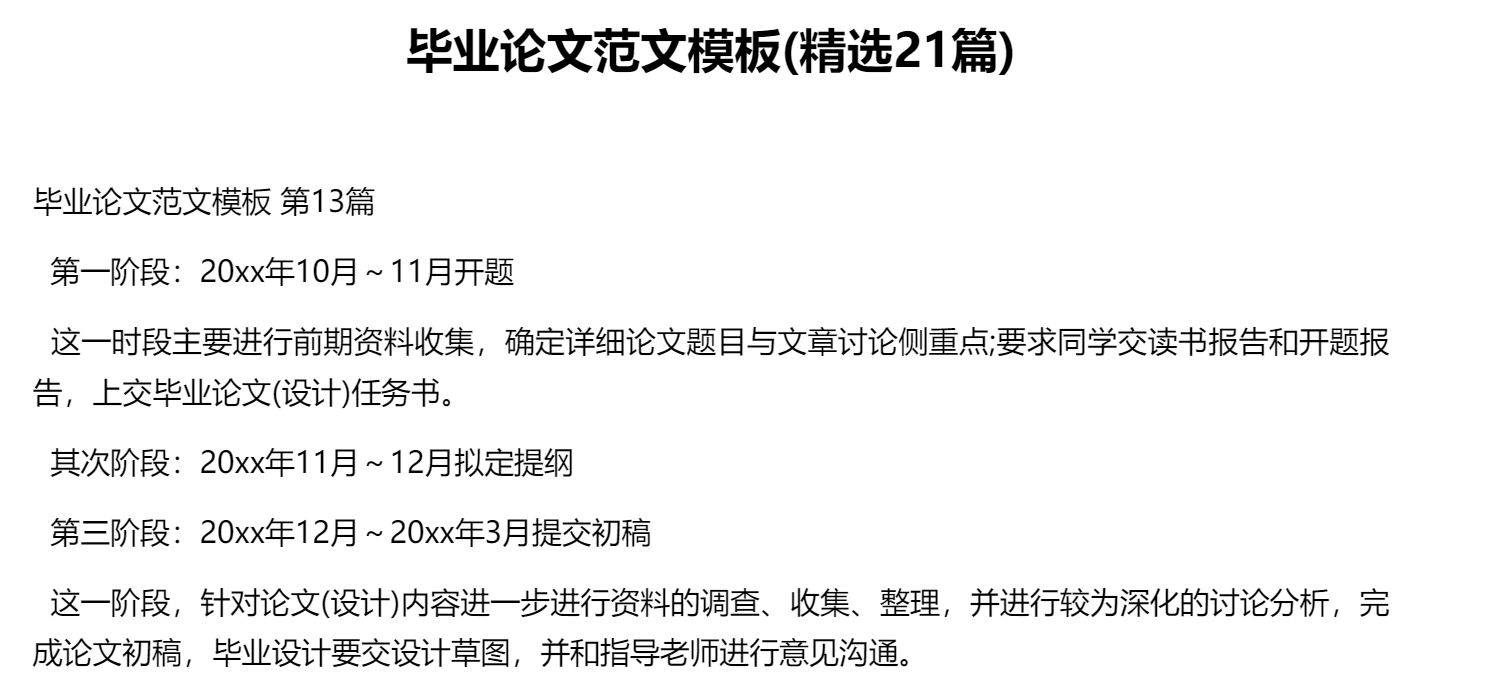 毕业论文范文模板(精选21篇)
毕业论文范文模板 第13篇
第一阶段：20xx年10月～11月开题
这一时段主要进行前期资料收集，确定详细论文题目与文章讨论侧重点;要求同学交读书报告和开题报
告，上交毕业论文(设计)任务书。
其次阶段：20xx年11月～12月拟定提纲
第三阶段：20xx年12月～20xx年3月提交初稿
这一阶段，针对论文(设计)内容进一步进行资料的调查、收集、整理，并进行较为深化的讨论分析，完
成论文初稿，毕业设计要交设计草图，并和指导老师进行意见沟通。